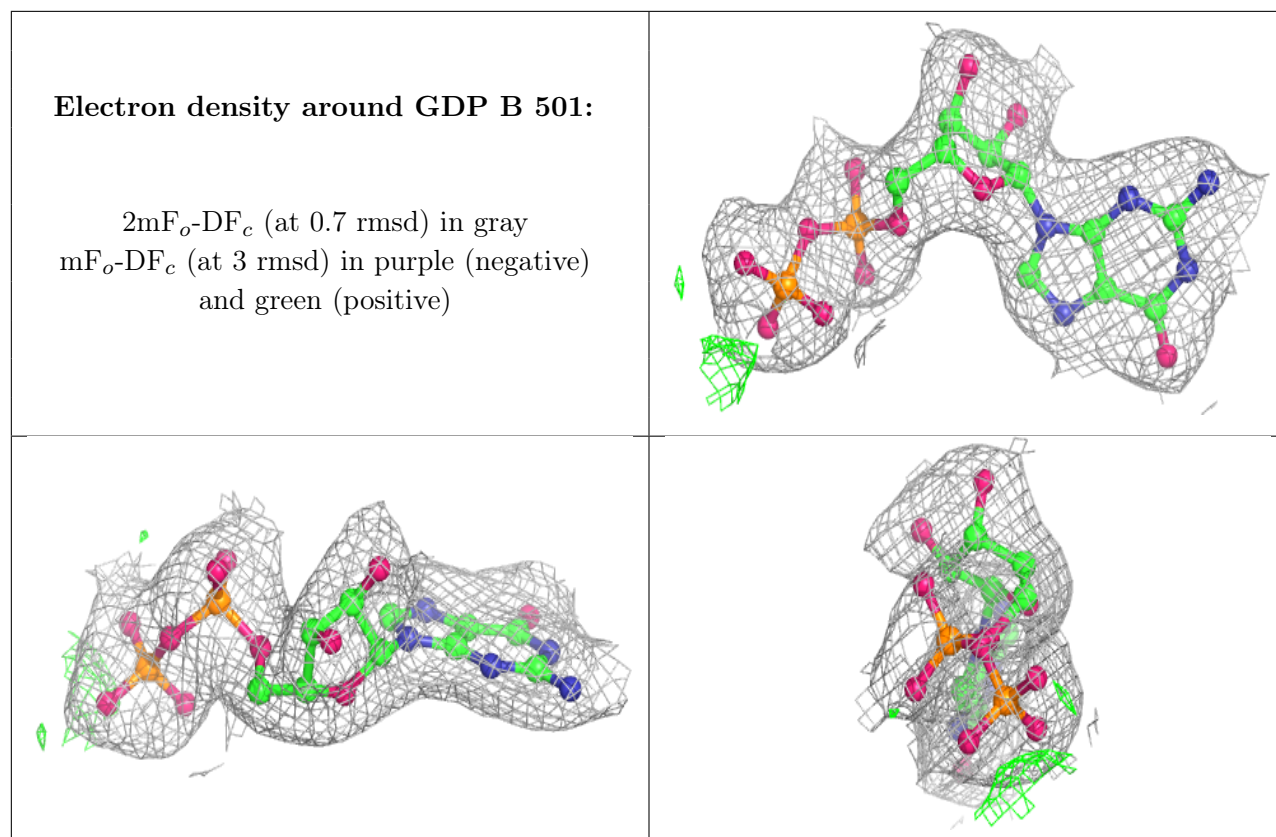 Electron density around GDP B 501:
2mFo-DFc (at 0.7 rmsd) in gray
mFo-DFc (at 3 rmsd) in purple (negative)
and green (positive)